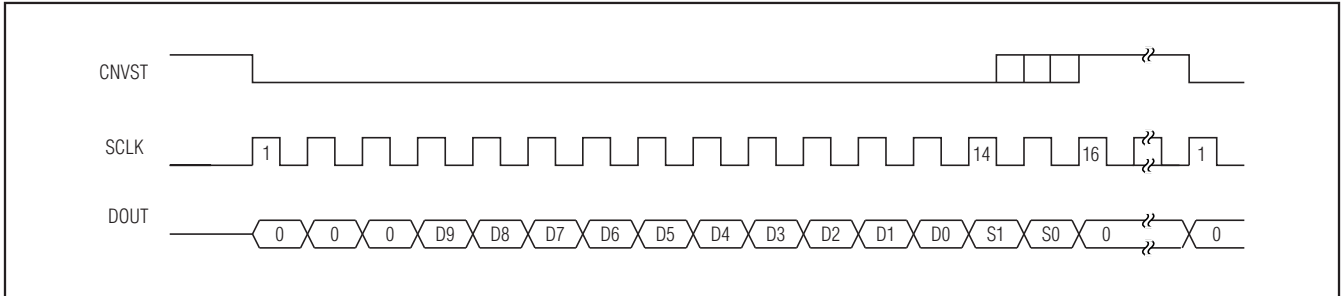 CNVST
SCLK 1 14 16 1
DOUT 0 0 0 D9 D8 D7 D6 D5 D4 D3 D2 D1 D0 S1 S0 0 0